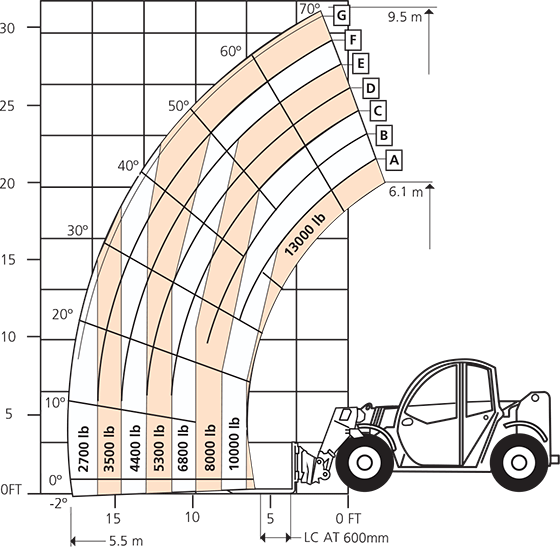 70°
G
9.5 m
30
F
60°
E
D
25
50°
C
B
40°
A
20
6.1 m
30°
13000 lb
15
20°
10
10°
5
2700 lb
3500 lb
4400 lb
5300 lb
6800 lb
8000 lb
10000 lb
0°
0FT
-2°
15
10
5
0 FT
5.5 m
LC AT 600mm